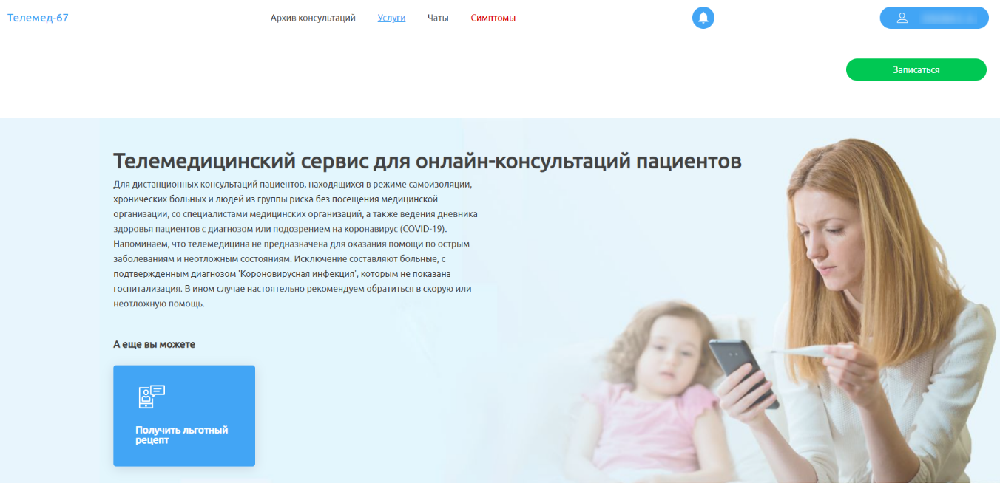 Телемед-67
Архив консультаций
Услуги
Чаты
Симптомы
Записаться
Телемедицинский сервис для онлайн-консультаций пациентов
Для дистанционных консультаций пациентов, находящихся в режиме самоизоляции,
хронических больных и людей из группы риска без посещения медицинской
организации, со специалистами медицинских организаций, а также ведения дневника
здоровья пациентов с диагнозом или подозрением на коронавирус (COVID-19).
Напоминаем, что телемедицина не предназначена для оказания помощи по острым
заболеваниям и неотложным состояниям. Исключение составляют больные, с
подтвержденным диагнозом 'Короновирусная инфекция', которым не показана
госпитализация. В ином случае настоятельно рекомендуем обратиться в скорую или
неотложную помощь.
А еще вы можете
Получить льготный
рецепт